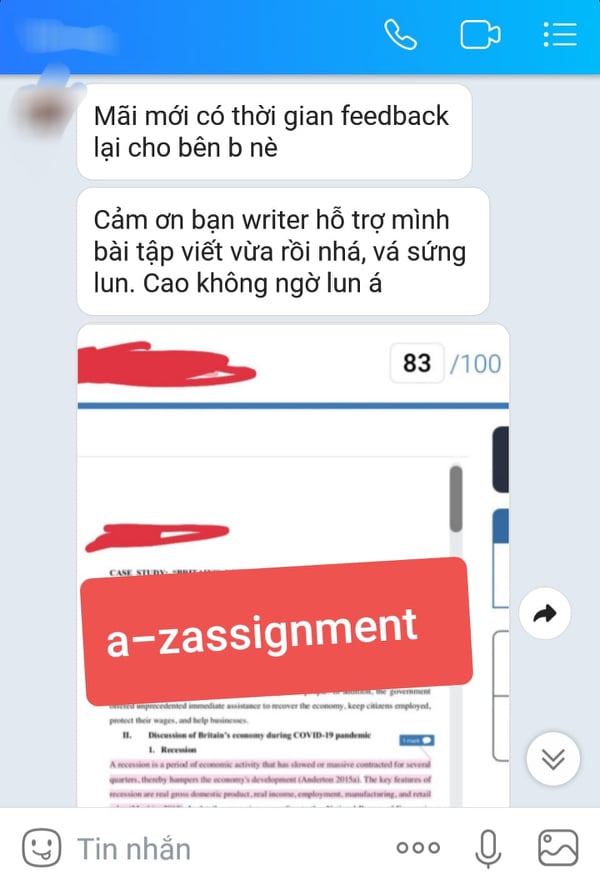 Mãi mới có thời gian feedback
lại cho bên b nè
Cảm ơn bạn writer hỗ trợ mình
bài tập viết vừa rồi nhá, vá sứng
lun. Cao không ngờ lun á
83 /100
CASE STUDY:
a-zassignment
the government
offered unprecedented immediate assistance to recover the economy, keep citizens employed,
protect their wages, and help businesses.
II. Discussion of Britain's economy during COVID-19 pandemic
1. Recession
A recession is a period of economic activity that has slowed or massive contracted for several
quarters, thereby hampers the economy's development (Anderton 2015a). The key features of
recession are real gross domestic product, real income, employment, manufacturing, and retail
Tin nhắn